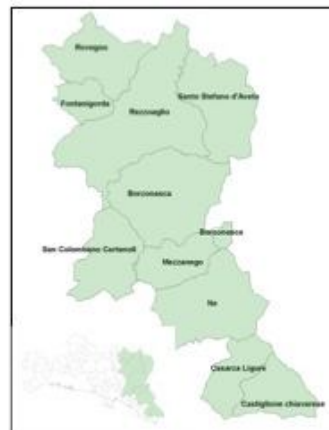 Rovegno
Fontanigorda
Rezzoaglio
Santo Stefano d'Aveto
Borzonasca
Borzonasca
San Colombano Certenoli
Mezzanego
Ne
Casarza Ligure
Castiglione chiavarese